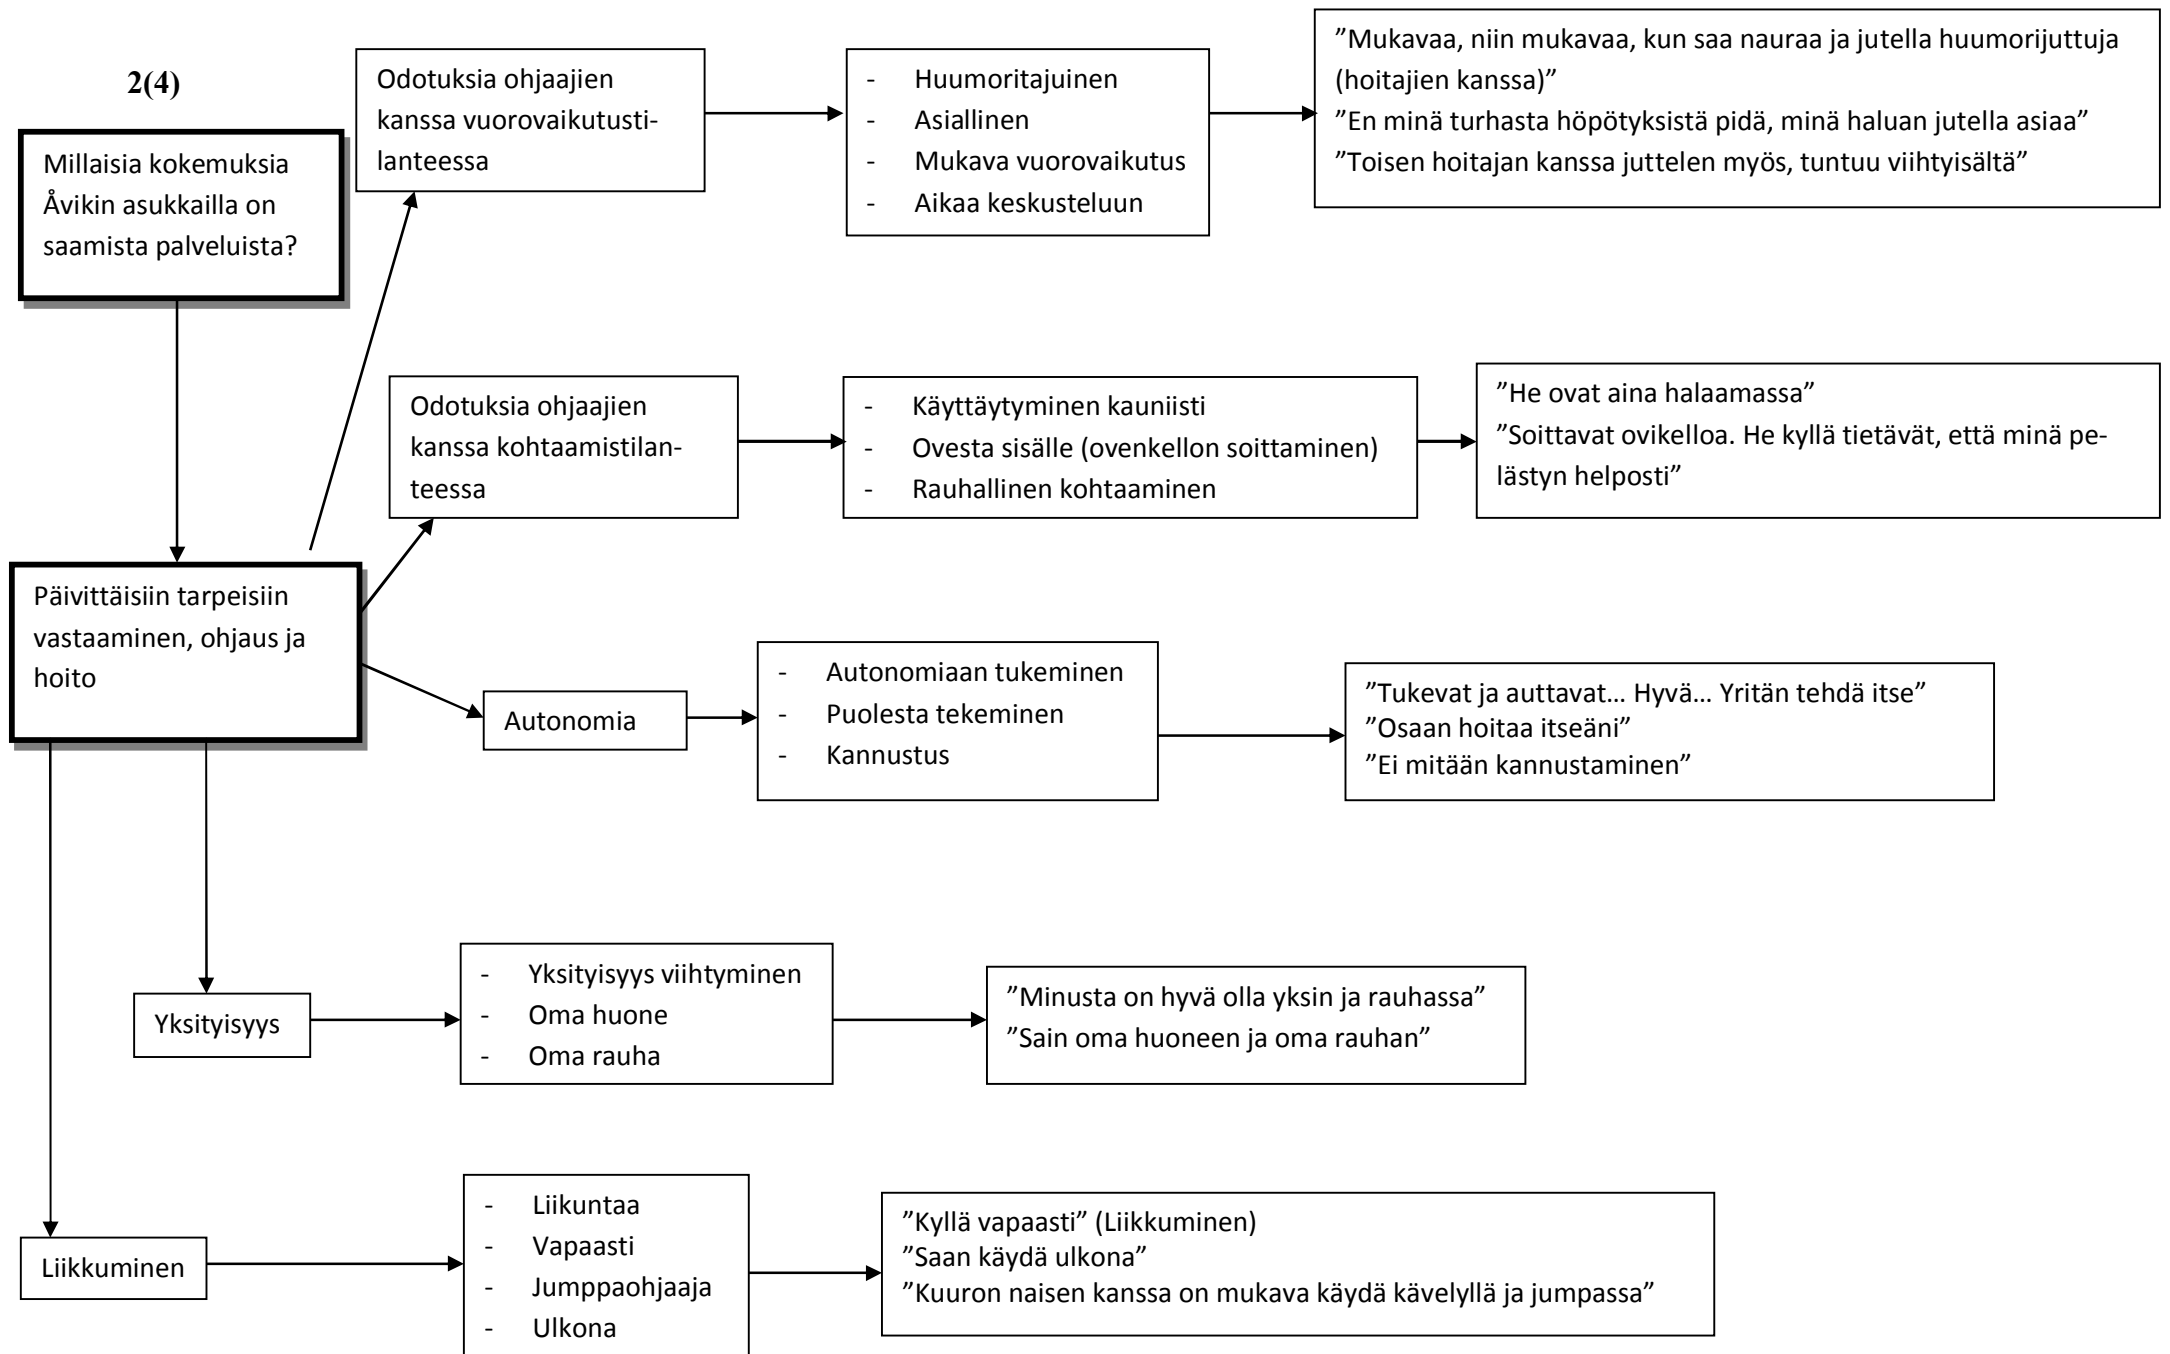 2(4)
Millaisia kokemuksia
Åvikin asukkailla on
saamista palveluista?
Odotuksia ohjaajien
kanssa vuorovaikutusti-
lanteessa
- Huumoritajuinen
- Asiallinen
- Mukava vuorovaikutus
- Aikaa keskusteluun
”Mukavaa, niin mukavaa, kun saa nauraa ja jutella huumorijuttuja
(hoitajien kanssa)”
”En minä turhasta höpötyksistä pidä, minä haluan jutella asiaa”
”Toisen hoitajan kanssa juttelen myös, tuntuu viihtyisältä”
Odotuksia ohjaajien
kanssa kohtaamistilan-
teessa
- Käyttäytyminen kauniisti
- Ovesta sisälle (ovenkellon soittaminen)
- Rauhallinen kohtaaminen
”He ovat aina halaamassa”
”Soittavat ovikelloa. He kyllä tietävät, että minä pe-
lästyn helposti”
Päivittäisiin tarpeisiin
vastaaminen, ohjaus ja
hoito
Autonomia
- Autonomiaan tukeminen
- Puolesta tekeminen
- Kannustus
”Tukevat ja auttavat… Hyvä… Yritän tehdä itse”
”Osaan hoitaa itseäni”
”Ei mitään kannustaminen”
Yksityisyys
- Yksityisyys viihtyminen
- Oma huone
- Oma rauha
”Minusta on hyvä olla yksin ja rauhassa”
”Sain oma huoneen ja oma rauhan”
Liikkuminen
- Liikuntaa
- Vapaasti
- Jumppaohjaaja
- Ulkona
”Kyllä vapaasti” (Liikkuminen)
”Saan käydä ulkona”
”Kuuron naisen kanssa on mukava käydä kävelyllä ja jumpassa”